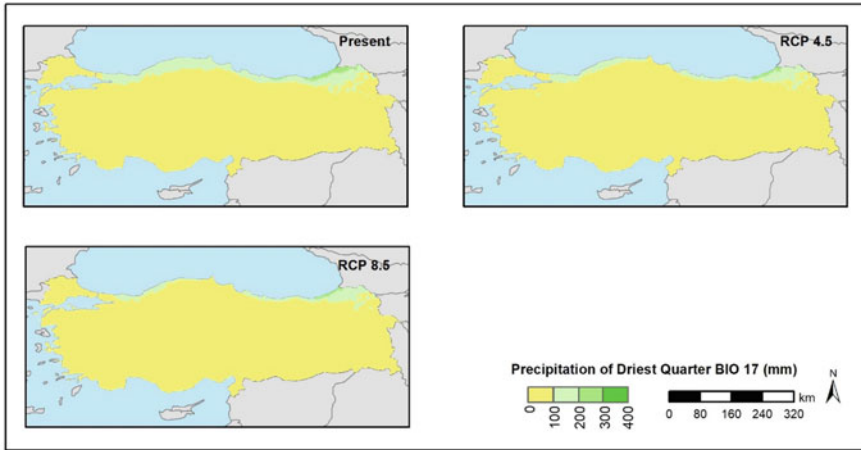 Present
RCP 4.5
RCP 8.5
Precipitation of Driest Quarter BIO 17 (mm)
N
km
0
100
200
300
400
0 80 160 240 320